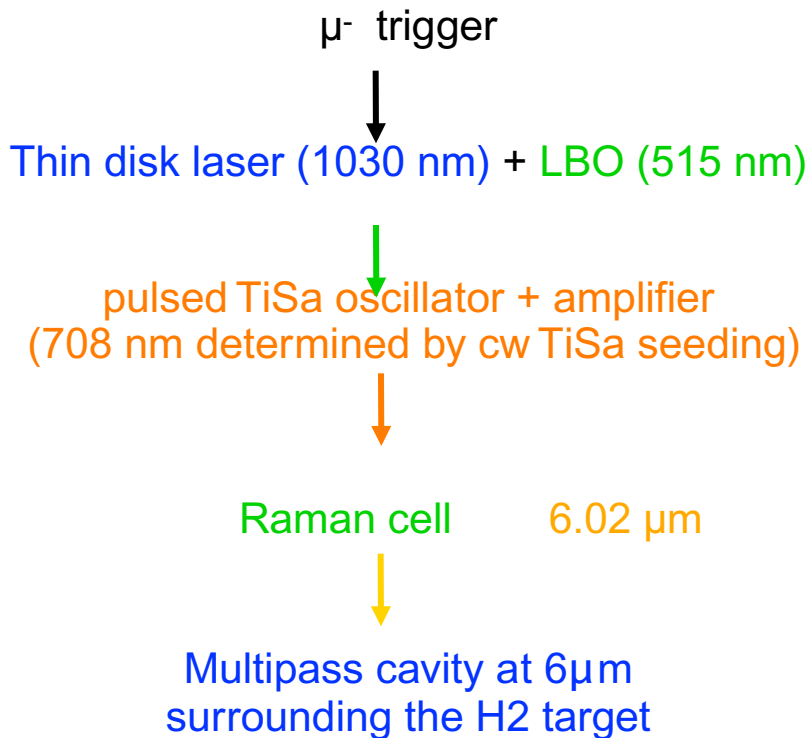 μ- trigger
Thin disk laser (1030 nm) + LBO (515 nm)
pulsed TiSa oscillator + amplifier
(708 nm determined by cw TiSa seeding)
Raman cell 6.02 μm
Multipass cavity at 6μm
surrounding the H2 target